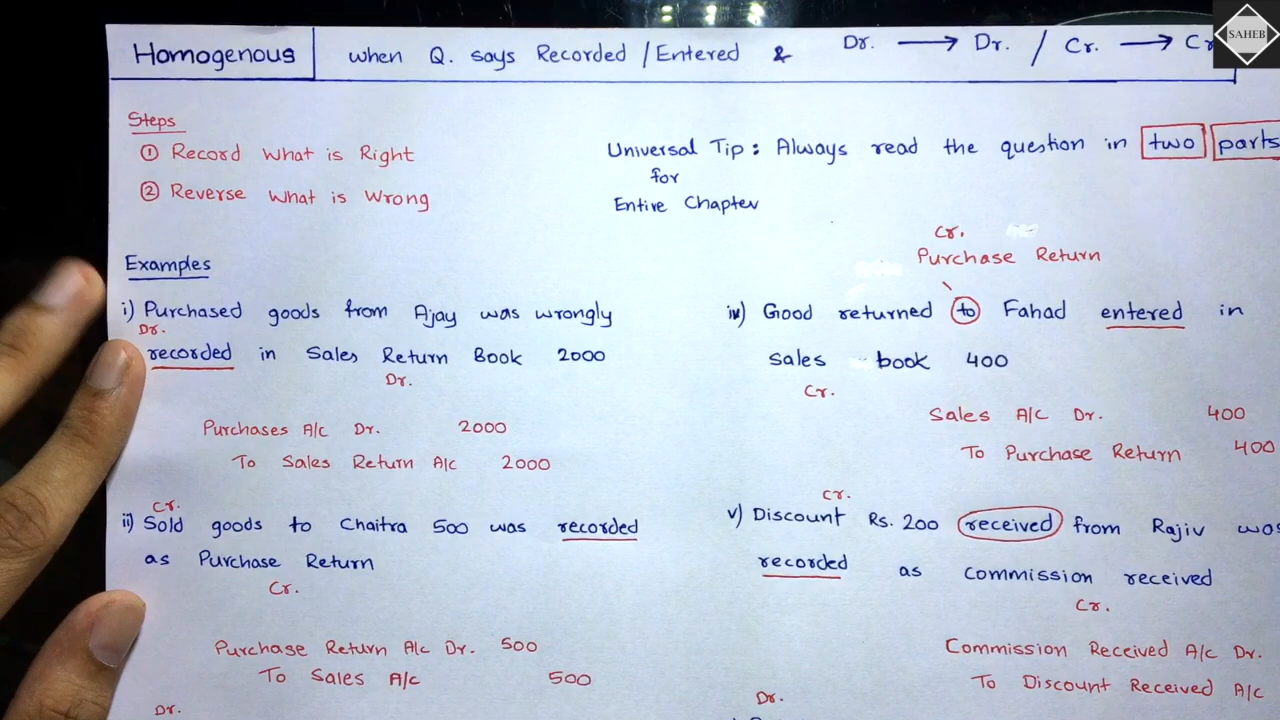 SAHEB
Homogenous when Q. says Recorded / Entered & Dr. → Dr. / Cr. → Cr
Steps
① Record What is Right
② Reverse What is Wrong
Universal Tip : Always read the question in two parts
for
Entire Chapter
Examples
i) Purchased goods from Ajay was wrongly
Dr.
recorded in Sales Return Book 2000
Dr.
Purchases A/c Dr. 2000
To Sales Return A/c 2000
Cr.
ii) Sold goods to Chaitra 500 was recorded
as Purchase Return
Cr.
Purchase Return A/c Dr. 500
To Sales A/c 500
Dr.
Cr.
Purchase Return
iv) Good returned to Fahad entered in
Sales book 400
Cr.
Sales A/c Dr. 400
To Purchase Return 400
Cr.
v) Discount Rs. 200 received from Rajiv was
recorded as commission received
Cr.
Commission Received A/c Dr.
To Discount Received A/c
Dr.